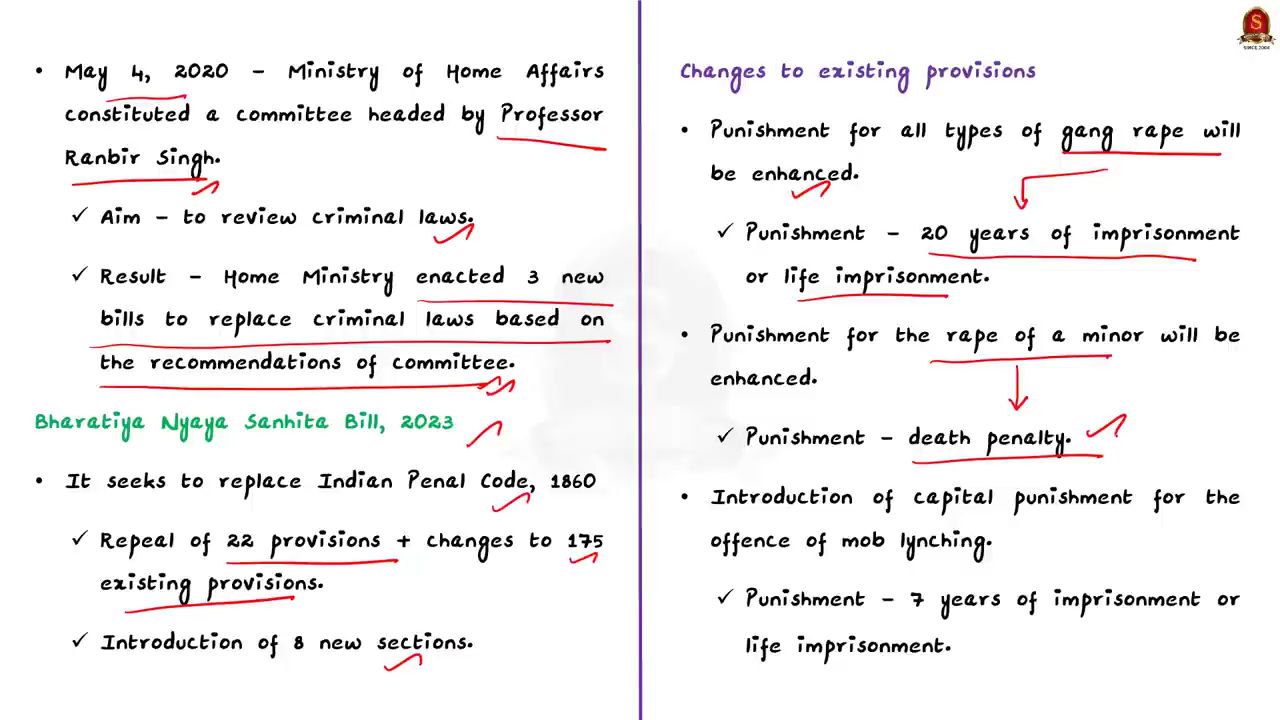 • May 4, 2020 – Ministry of Home Affairs
constituted a committee headed by Professor
Ranbir Singh.
✓ Aim – to review criminal laws.
✓ Result – Home Ministry enacted 3 new
bills to replace criminal laws based on
the recommendations of committee.
Bharatiya Nyaya Sanhita Bill, 2023
• It seeks to replace Indian Penal Code, 1860
✓ Repeal of 22 provisions + changes to 175
existing provisions.
✓ Introduction of 8 new sections.
Changes to existing provisions
• Punishment for all types of gang rape will
be enhanced.
✓ Punishment – 20 years of imprisonment
or life imprisonment.
• Punishment for the rape of a minor will be
enhanced.
✓ Punishment – death penalty.
• Introduction of capital punishment for the
offence of mob lynching.
✓ Punishment – 7 years of imprisonment or
life imprisonment.
S
SINCE 2004